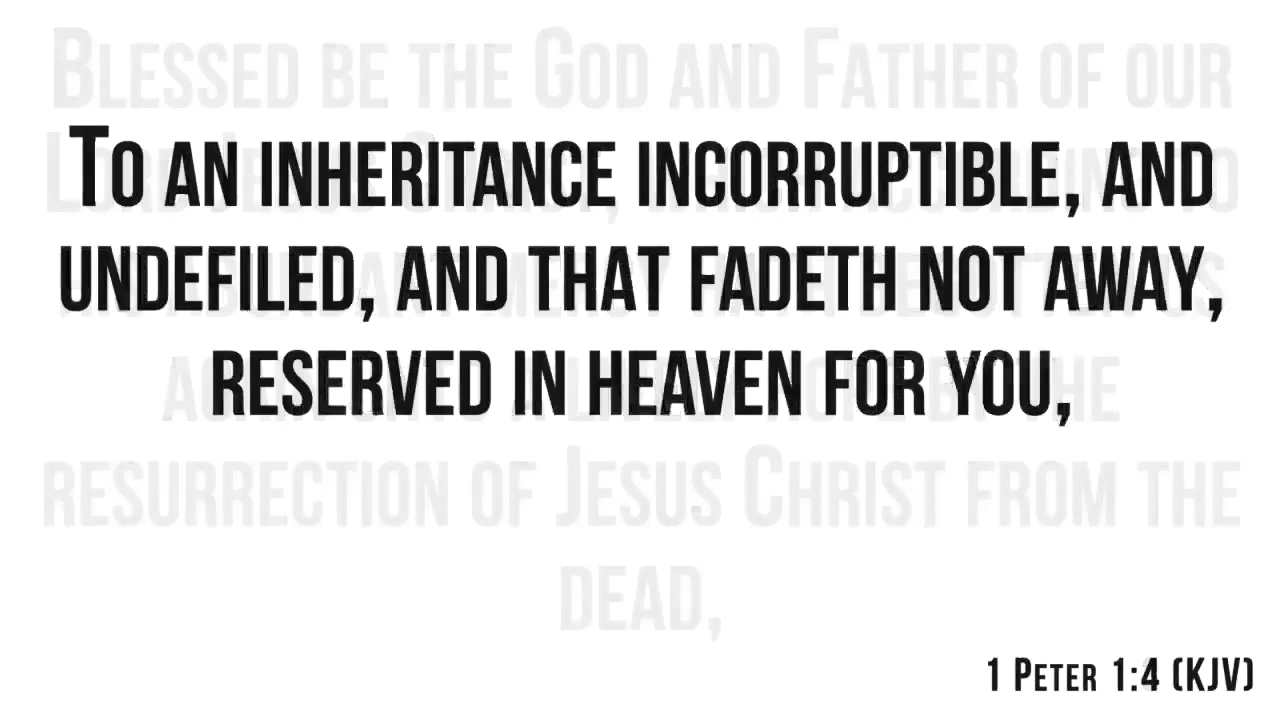 Blessed be the God and Father of our
To an inheritance incorruptible, and
undefiled, and that fadeth not away,
reserved in heaven for you,
resurrection of Jesus Christ from the
dead,
1 Peter 1:4 (KJV)